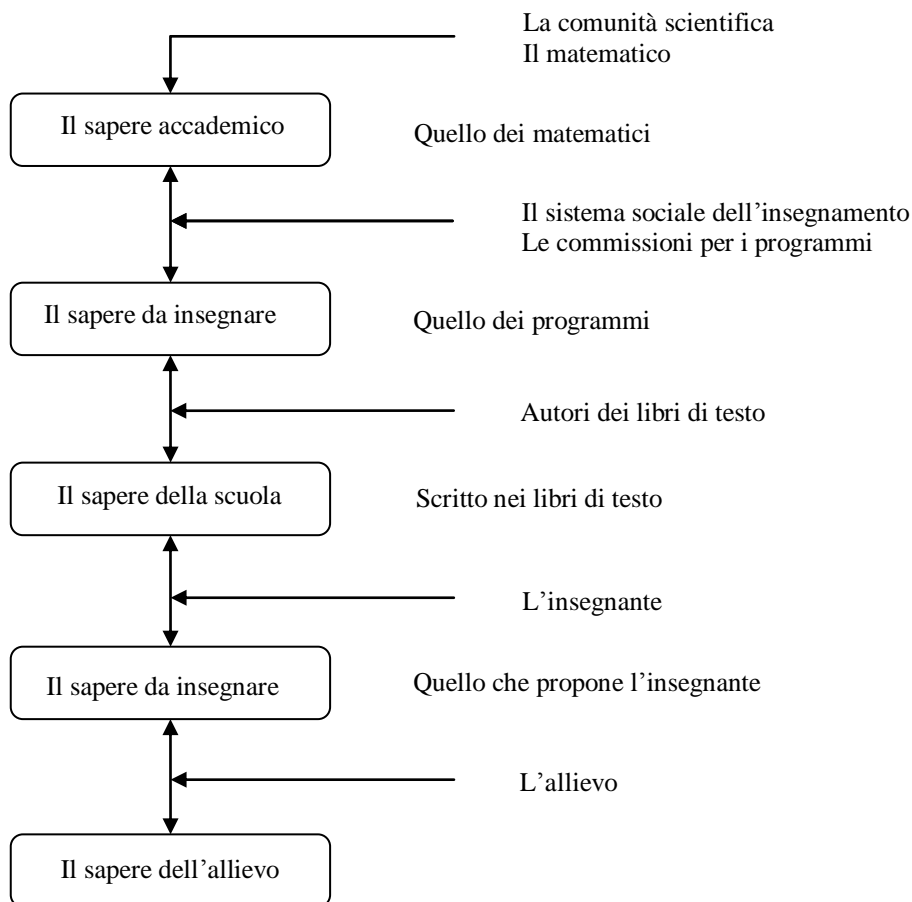 La comunità scientifica
Il matematico
Il sapere accademico
Quello dei matematici
Il sistema sociale dell’insegnamento
Le commissioni per i programmi
Il sapere da insegnare
Quello dei programmi
Autori dei libri di testo
Il sapere della scuola
Scritto nei libri di testo
L’insegnante
Il sapere da insegnare
Quello che propone l’insegnante
L’allievo
Il sapere dell’allievo